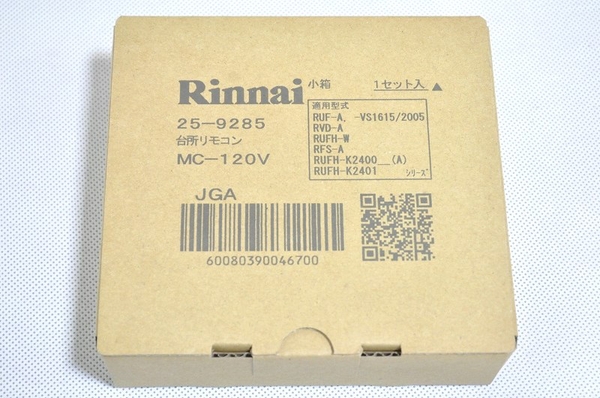 Rinnai 小箱 1セット入 ▲
25-9285
台所リモコン
MC-120V
適用型式
RUF-A, -VS1615/2005
RVD-A
RUFH-W
RFS-A
RUFH-K2400__(A)
RUFH-K2401 シリーズ
JGA
60080390046700